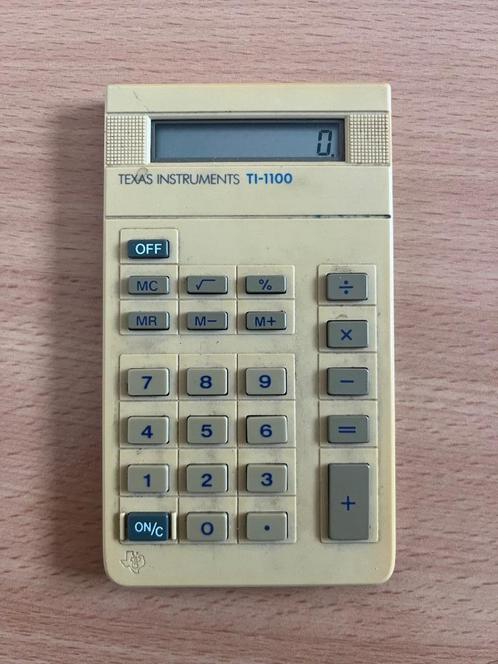 0.
TEXAS INSTRUMENTS TI-1100
OFF
MC √ %
MR M− M+
÷
×
7 8 9 −
4 5 6 =
1 2 3
+
ON/C 0 .